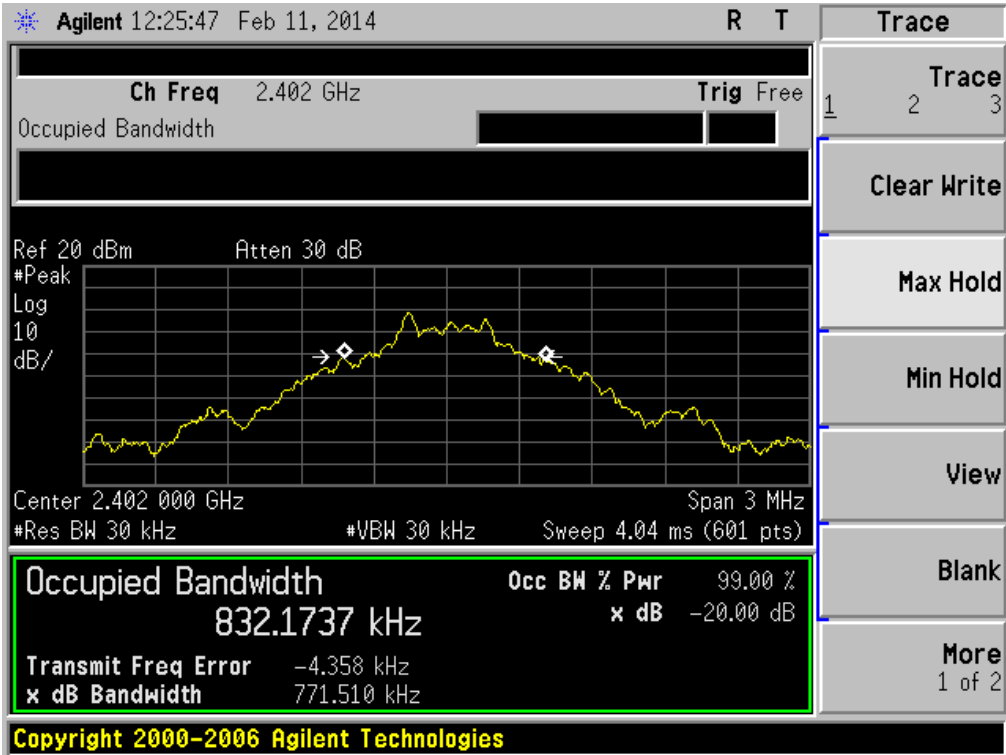 Agilent 12:25:47 Feb 11, 2014 R T
Trace
Ch Freq 2.402 GHz Trig Free
Occupied Bandwidth
Ref 20 dBm Atten 30 dB
#Peak
Log
10
dB/
Center 2.402 000 GHz Span 3 MHz
#Res BW 30 kHz #VBW 30 kHz Sweep 4.04 ms (601 pts)
Occupied Bandwidth Occ BW % Pwr 99.00 %
832.1737 kHz x dB -20.00 dB
Transmit Freq Error -4.358 kHz
x dB Bandwidth 771.510 kHz
Copyright 2000-2006 Agilent Technologies
Trace
1 2 3
Clear Write
Max Hold
Min Hold
View
Blank
More
1 of 2